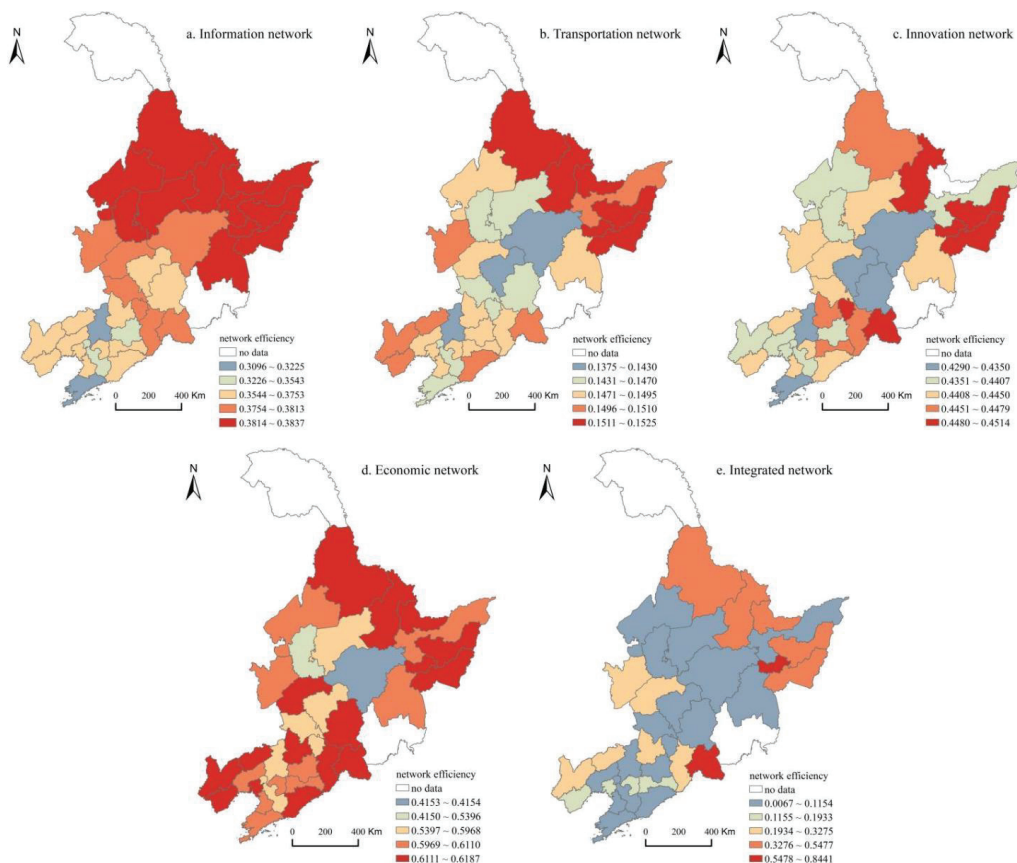 N
a. Information network
network efficiency
no data
0.3096 ~ 0.3225
0.3226 ~ 0.3543
0.3544 ~ 0.3753
0.3754 ~ 0.3813
0.3814 ~ 0.3837
0 200 400 Km
N
b. Transportation network
network efficiency
no data
0.1375 ~ 0.1430
0.1431 ~ 0.1470
0.1471 ~ 0.1495
0.1496 ~ 0.1510
0.1511 ~ 0.1525
0 200 400 Km
N
c. Innovation network
network efficiency
no data
0.4290 ~ 0.4350
0.4351 ~ 0.4407
0.4408 ~ 0.4450
0.4451 ~ 0.4479
0.4480 ~ 0.4514
0 200 400 Km
N
d. Economic network
network efficiency
no data
0.4153 ~ 0.4154
0.4150 ~ 0.5396
0.5397 ~ 0.5968
0.5969 ~ 0.6110
0.6111 ~ 0.6187
0 200 400 Km
N
e. Integrated network
network efficiency
no data
0.0067 ~ 0.1154
0.1155 ~ 0.1933
0.1934 ~ 0.3275
0.3276 ~ 0.5477
0.5478 ~ 0.8441
0 200 400 Km